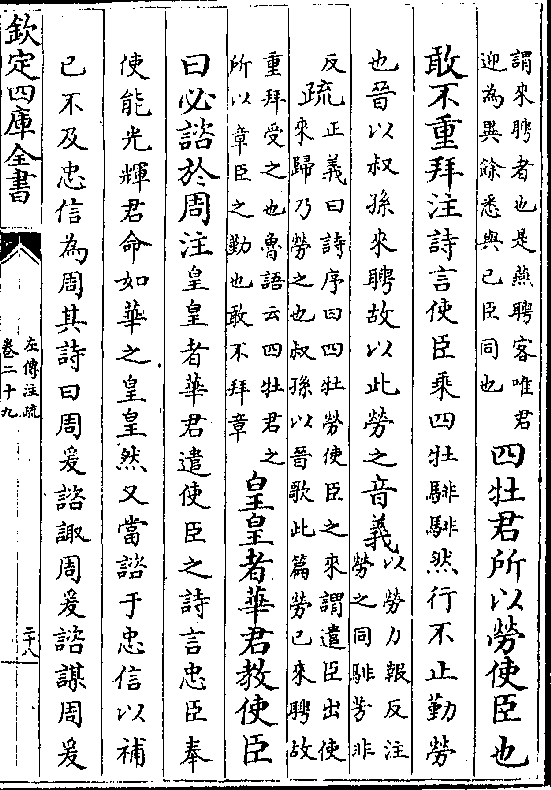 謂來聘者也是燕聘客唯君
迎為異餘悉與已臣同也
四牡君所以勞使臣也
敢不重拜注詩言使臣乘四牡騑騑然行不止勤勞
也晉以叔孫來聘故以此勞之音義
以勞力報反注
勞之同騑芳非
反
疏
正義曰詩序曰四牡勞使臣之來謂遣臣出使
來歸乃勞之也叔孫以晉歌此篇勞已來聘故
重拜受之也魯語云四牡君之
所以章臣之勤也敢不拜章
皇皇者華君教使臣
曰必諮於周注皇皇者華君遣使臣之詩言忠臣奉
使能光輝君命如華之皇皇然又當諮于忠信以補
已不及忠信為周其詩曰周爰諮諏周爰諮謀周爰
欽定四庫全書
左傳注疏
卷二十九
二十八